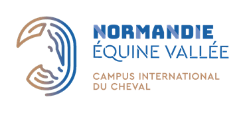 NORMANDIE
ÉQUINE VALLÉE
CAMPUS INTERNATIONAL
DU CHEVAL